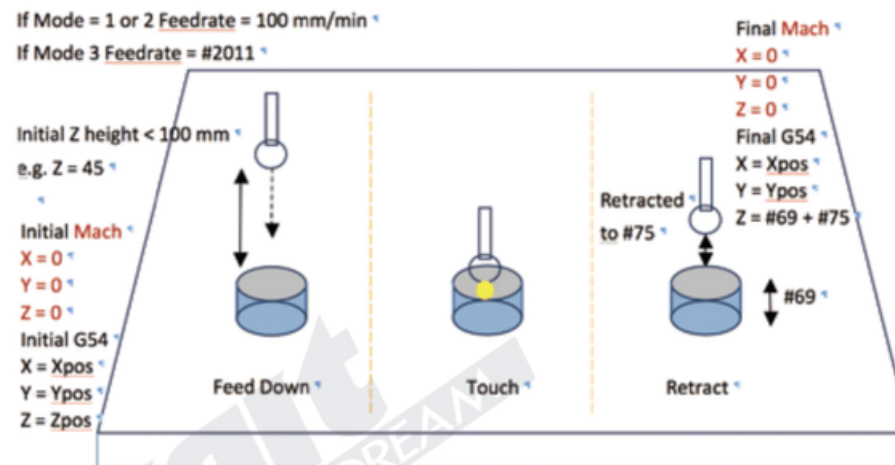 If Mode = 1 or 2 Feedrate = 100 mm/min
If Mode 3 Feedrate = #2011
Initial Z height < 100 mm
e.g. Z = 45
Initial Mach
X = 0
Y = 0
Z = 0
Initial G54
X = Xpos
Y = Ypos
Z = Zpos
Feed Down
Touch
Retracted
to #75
Retract
Final Mach
X = 0
Y = 0
Z = 0
Final G54
X = Xpos
Y = Ypos
Z = #69 + #75
#69
DREAM